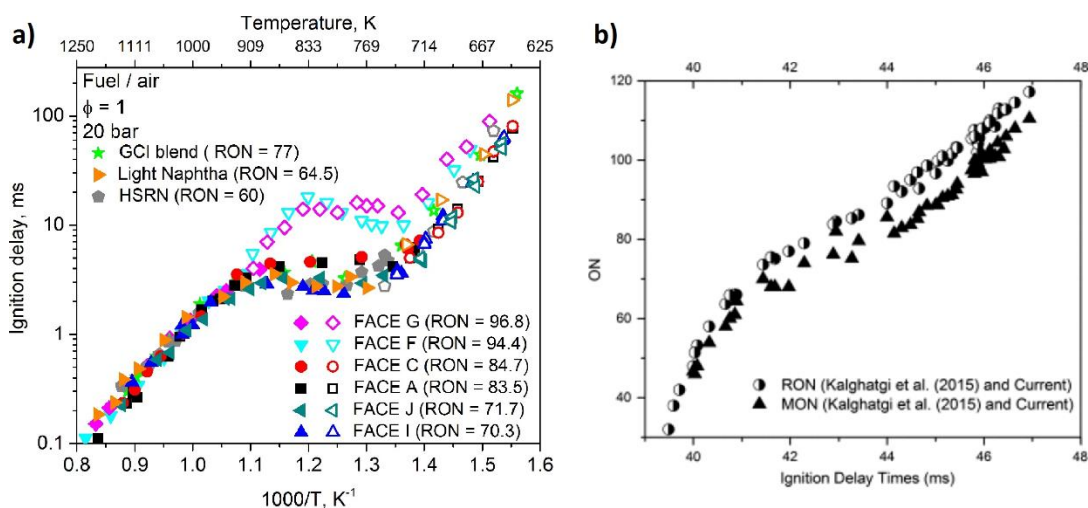 a)
Temperature, K
1250 1111 1000 909 833 769 714 667 625
Fuel / air
ϕ = 1
20 bar
GCI blend ( RON = 77)
Light Naphtha (RON = 64.5)
HSRN (RON = 60)
FACE G (RON = 96.8)
FACE F (RON = 94.4)
FACE C (RON = 84.7)
FACE A (RON = 83.5)
FACE J (RON = 71.7)
FACE I (RON = 70.3)
Ignition delay, ms
100
10
1
0.1
0.8 0.9 1.0 1.1 1.2 1.3 1.4 1.5 1.6
1000/T, K⁻¹
b)
40 42 44 46 48
120
100
80
60
40
ON
RON (Kalghatgi et al. (2015) and Current)
MON (Kalghatgi et al. (2015) and Current)
40 42 44 46 48
Ignition Delay Times (ms)